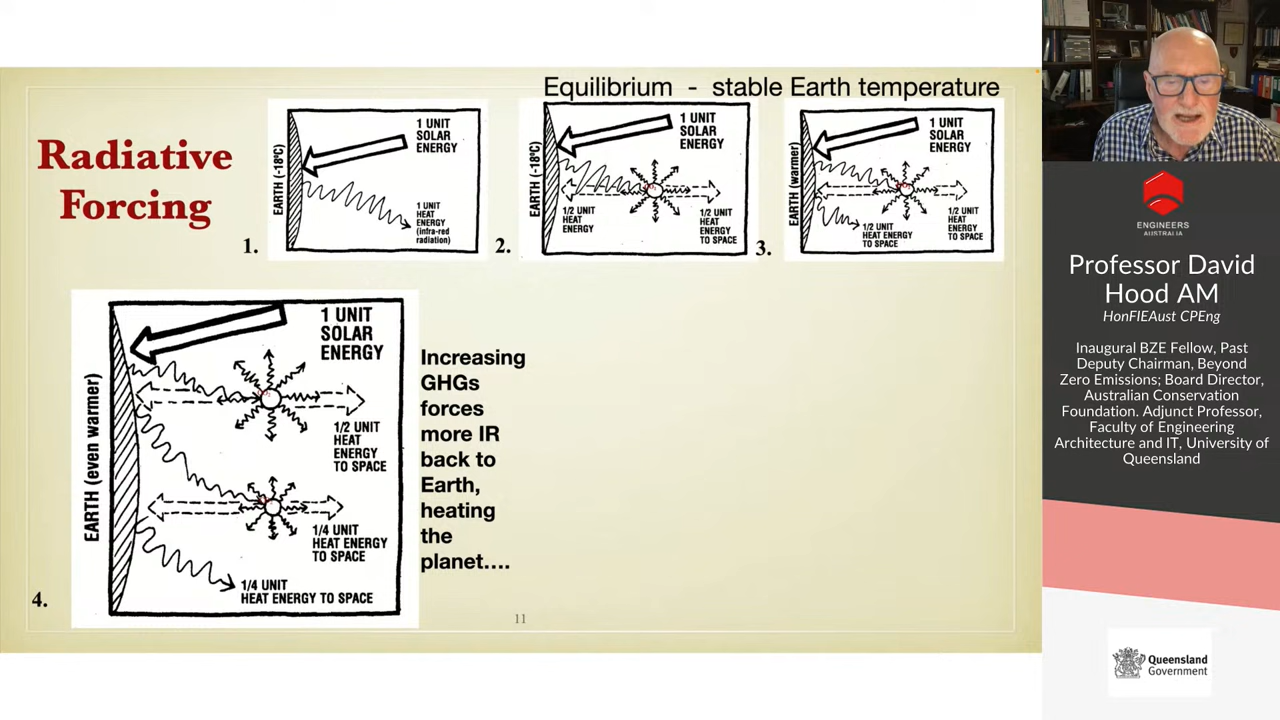 Radiative
Forcing
Equilibrium - stable Earth temperature
EARTH (-18°C)
1 UNIT
SOLAR
ENERGY
1 UNIT
HEAT
ENERGY
(infra-red
radiation)
1.
EARTH (-18°C)
1 UNIT
SOLAR
ENERGY
1/2 UNIT
HEAT
ENERGY
1/2 UNIT
HEAT
ENERGY
TO SPACE
2.
EARTH (warmer)
1 UNIT
SOLAR
ENERGY
1/2 UNIT
HEAT ENERGY
TO SPACE
1/2 UNIT
HEAT
ENERGY
TO SPACE
3.
EARTH (even warmer)
1 UNIT
SOLAR
ENERGY
1/2 UNIT
HEAT
ENERGY
TO SPACE
1/4 UNIT
HEAT ENERGY
TO SPACE
1/4 UNIT
HEAT ENERGY TO SPACE
4.
Increasing
GHGs
forces
more IR
back to
Earth,
heating
the
planet....
11
ENGINEERS
AUSTRALIA
Professor David
Hood AM
HonFIEAust CPEng
Inaugural BZE Fellow, Past
Deputy Chairman, Beyond
Zero Emissions; Board Director,
Australian Conservation
Foundation. Adjunct Professor,
Faculty of Engineering
Architecture and IT, University of
Queensland
Queensland
Government